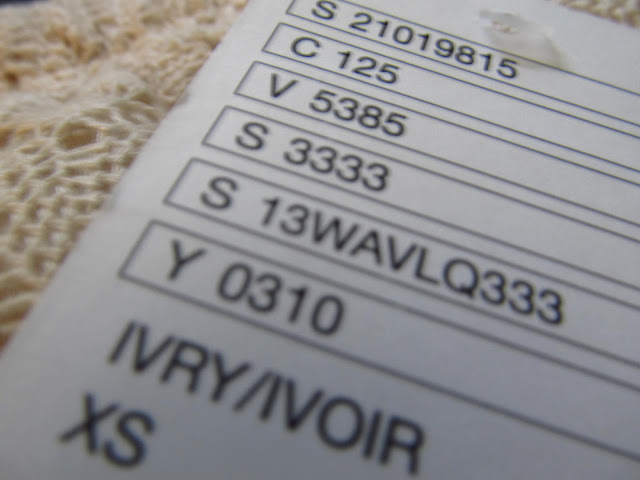 S 21019815
C 125
V 5385
S 3333
S 13WAVLQ333
Y 0310
IVRY/IVOIR
XS